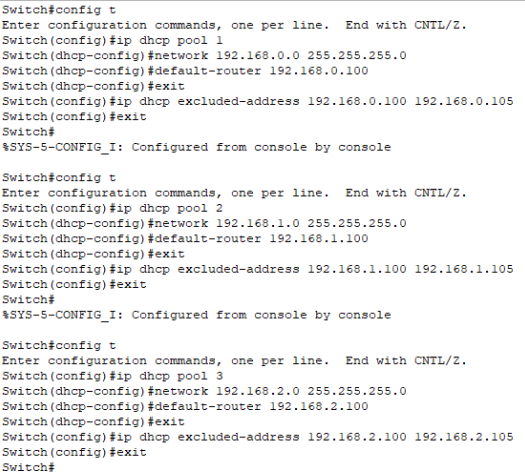 Switch#config t
Enter configuration commands, one per line.  End with CNTL/Z.
Switch(config)#ip dhcp pool 1
Switch(dhcp-config)#network 192.168.0.0 255.255.255.0
Switch(dhcp-config)#default-router 192.168.0.100
Switch(dhcp-config)#exit
Switch(config)#ip dhcp excluded-address 192.168.0.100 192.168.0.105
Switch(config)#exit
Switch#
%SYS-5-CONFIG_I: Configured from console by console
Switch#config t
Enter configuration commands, one per line.  End with CNTL/Z.
Switch(config)#ip dhcp pool 2
Switch(dhcp-config)#network 192.168.1.0 255.255.255.0
Switch(dhcp-config)#default-router 192.168.1.100
Switch(dhcp-config)#exit
Switch(config)#ip dhcp excluded-address 192.168.1.100 192.168.1.105
Switch(config)#exit
Switch#
%SYS-5-CONFIG_I: Configured from console by console
Switch#config t
Enter configuration commands, one per line.  End with CNTL/Z.
Switch(config)#ip dhcp pool 3
Switch(dhcp-config)#network 192.168.2.0 255.255.255.0
Switch(dhcp-config)#default-router 192.168.2.100
Switch(dhcp-config)#exit
Switch(config)#ip dhcp excluded-address 192.168.2.100 192.168.2.105
Switch(config)#exit
Switch#